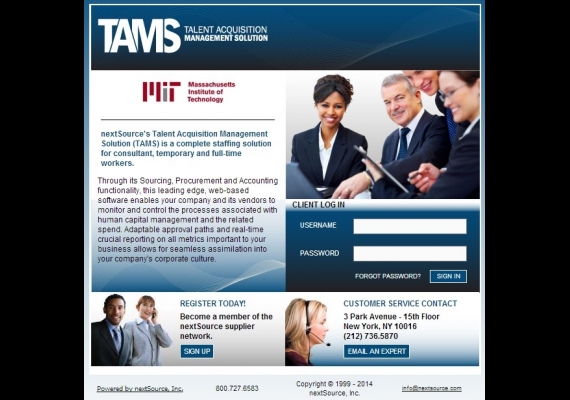 TAMS TALENT ACQUISITION
MANAGEMENT SOLUTION
MIT Massachusetts
Institute of
Technology
nextSource's Talent Acquisition Management
Solution (TAMS) is a complete staffing solution
for consultant, temporary and full-time
workers.
Through its Sourcing, Procurement and Accounting
functionality, this leading edge, web-based
software enables your company and its vendors to
monitor and control the processes associated with
human capital management and the related
spend. Adaptable approval paths and real-time
crucial reporting on all metrics important to your
business allows for seamless assimilation into
your company's corporate culture.
CLIENT LOG IN
USERNAME
PASSWORD
FORGOT PASSWORD? SIGN IN
REGISTER TODAY!
Become a member of the
nextSource supplier
network.
SIGN UP
CUSTOMER SERVICE CONTACT
3 Park Avenue - 15th Floor
New York, NY 10016
(212) 736.5870
EMAIL AN EXPERT
Powered by nextSource, Inc.
800.727.6583
Copyright © 1999 - 2014
nextSource, Inc.
info@nextsource.com